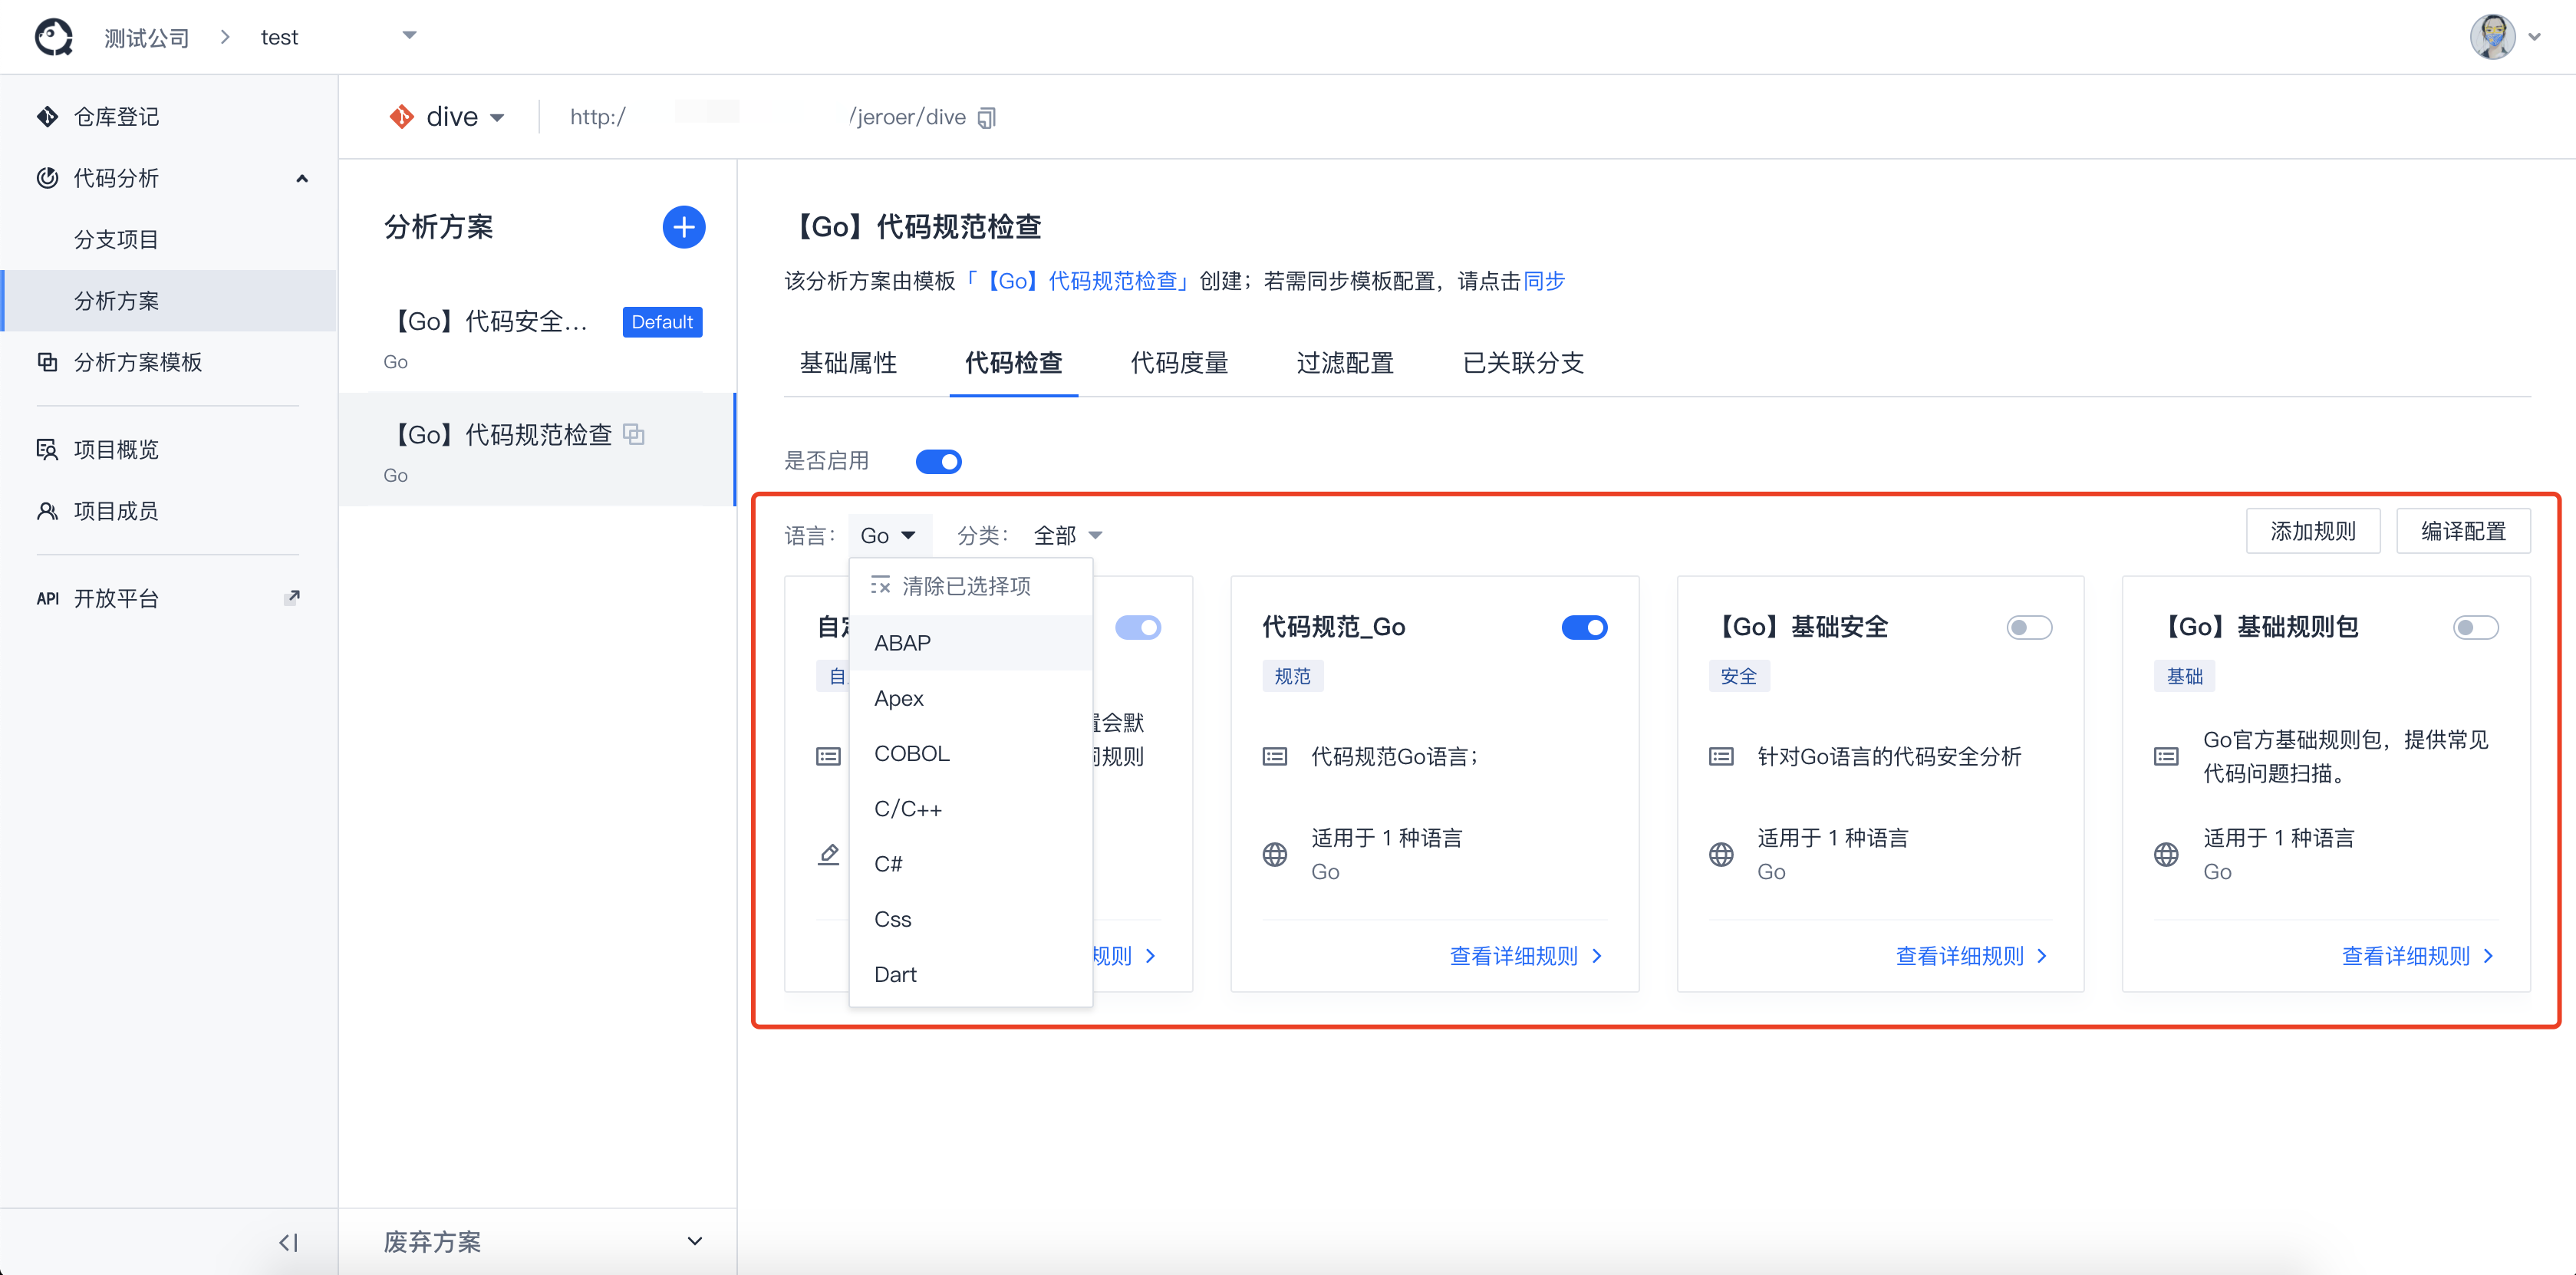 测试公司 > test
仓库登记
代码分析
分支项目
分析方案
分析方案模板
项目概览
项目成员
API 开放平台
dive
http:/
/jeroer/dive
分析方案
【Go】代码安全...
Default
Go
【Go】代码规范检查
Go
废弃方案
【Go】代码规范检查
该分析方案由模板「【Go】代码规范检查」创建；若需同步模板配置，请点击同步
基础属性
代码检查
代码度量
过滤配置
已关联分支
是否启用
语言： Go
分类： 全部
添加规则
编译配置
清除已选择项
ABAP
Apex
COBOL
C/C++
C#
Css
Dart
自
自
会默
规则
规则
代码规范_Go
规范
代码规范Go语言；
适用于 1 种语言
Go
查看详细规则
【Go】基础安全
安全
针对Go语言的代码安全分析
适用于 1 种语言
Go
查看详细规则
【Go】基础规则包
基础
Go官方基础规则包，提供常见
代码问题扫描。
适用于 1 种语言
Go
查看详细规则